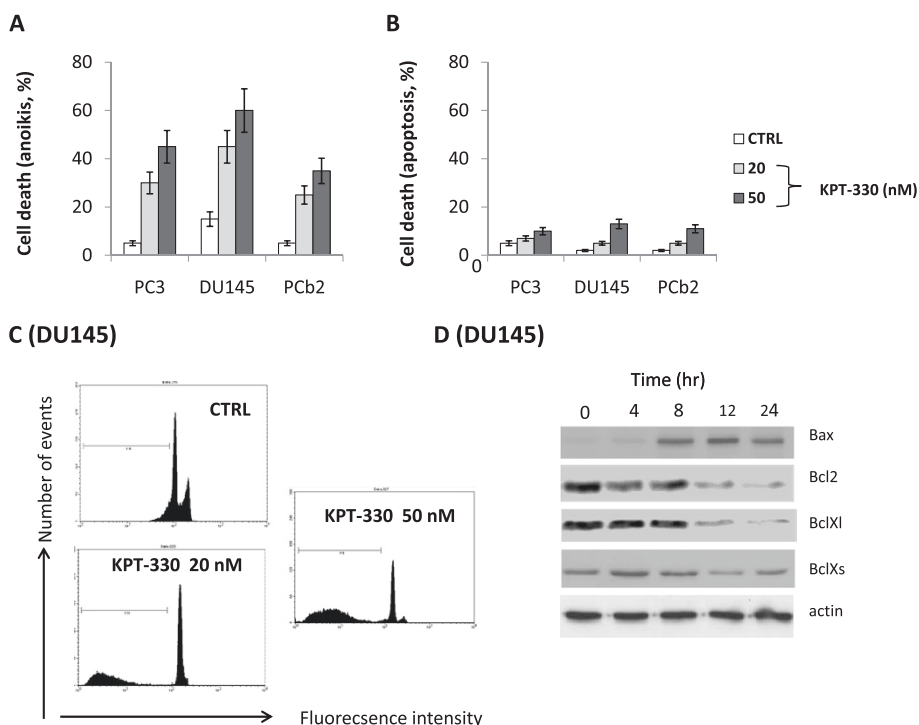 A
B
Cell death (anoikis, %)
80
60
40
20
0
PC3
DU145
PCb2
Cell death (apoptosis, %)
80
60
40
20
0
0
PC3
DU145
PCb2
CTRL
20
50
KPT-330 (nM)
C (DU145)
D (DU145)
Number of events
CTRL
KPT-330 50 nM
KPT-330 20 nM
Fluorecsence intensity
Time (hr)
0 4 8 12 24
Bax
Bcl2
BclXl
BclXs
actin